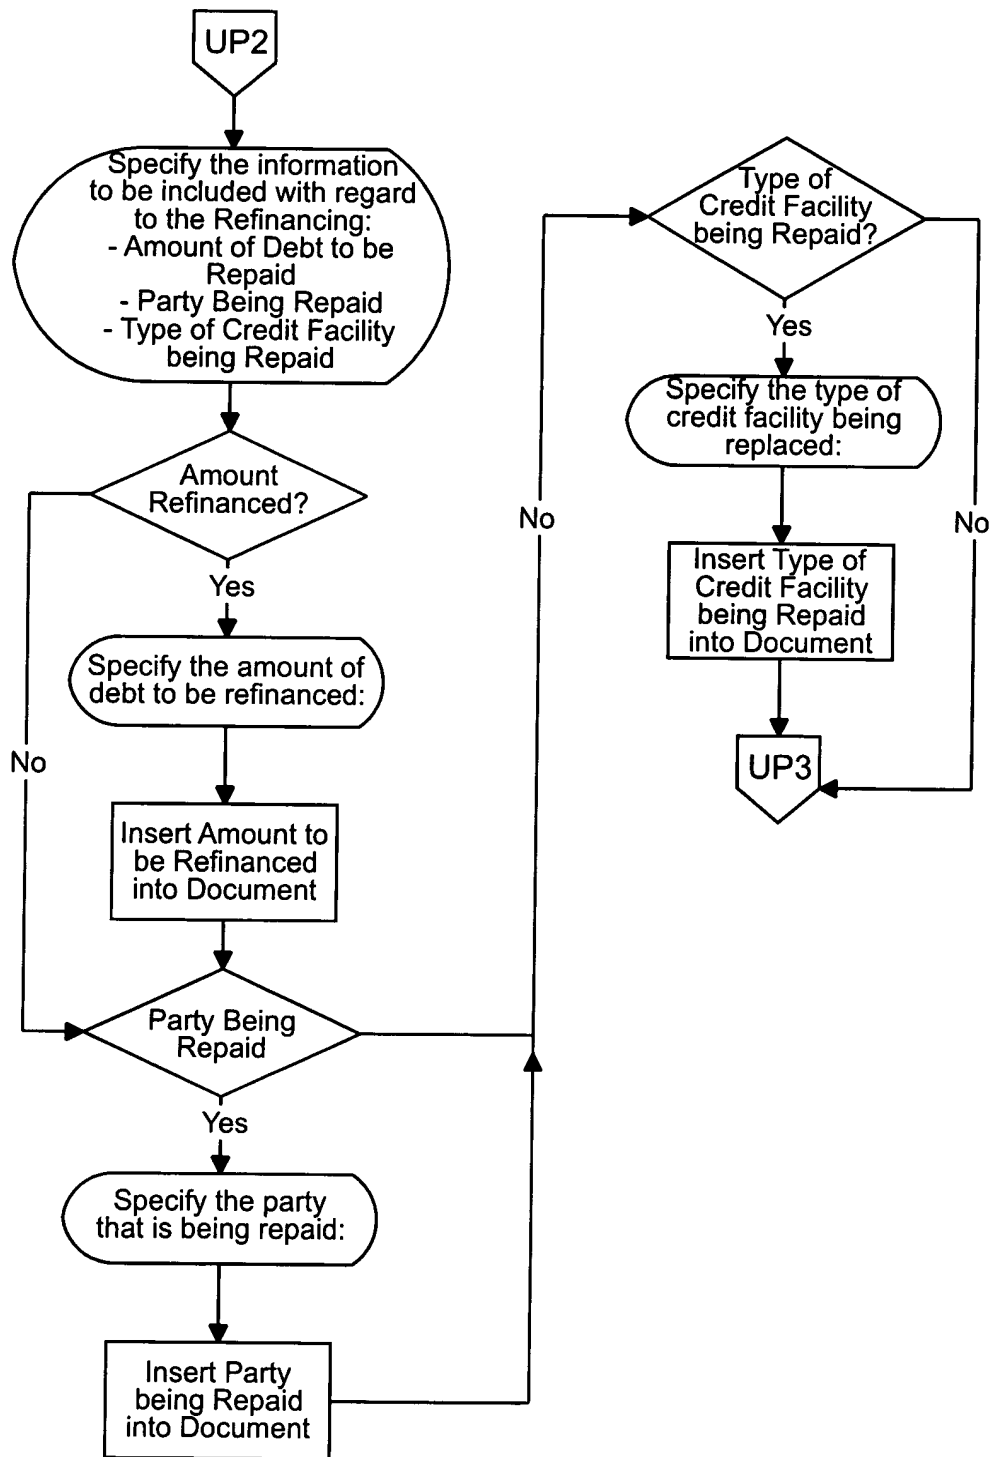 UP2
Specify the information
to be included with regard
to the Refinancing:
- Amount of Debt to be
Repaid
- Party Being Repaid
- Type of Credit Facility
being Repaid
Amount
Refinanced?
Yes
No
Specify the amount of
debt to be refinanced:
Insert Amount to
be Refinanced
into Document
Party Being
Repaid
Yes
Specify the party
that is being repaid:
Insert Party
being Repaid
into Document
No
Type of
Credit Facility
being Repaid?
Yes
No
Specify the type of
credit facility being
replaced:
Insert Type of
Credit Facility
being Repaid
into Document
UP3